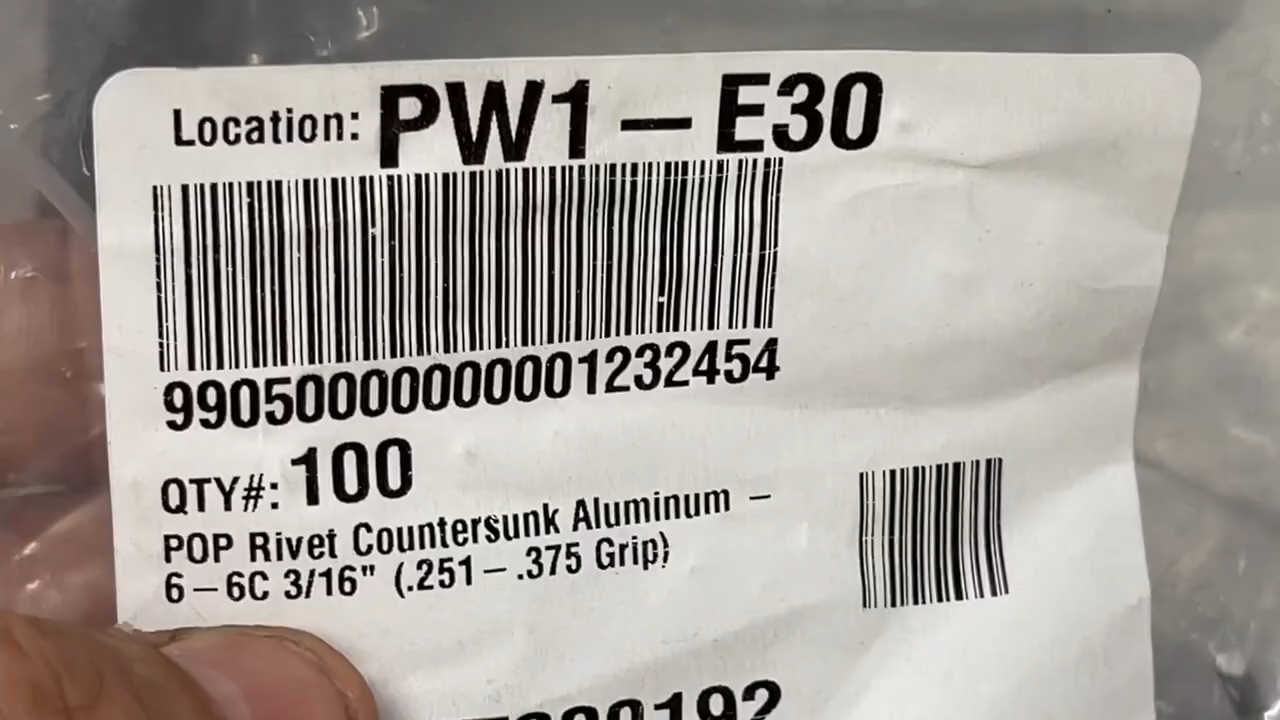 Location: PW1-E30
99050000000001232454
QTY#: 100
POP Rivet Countersunk Aluminum -
6-6C 3/16" (.251-.375 Grip)